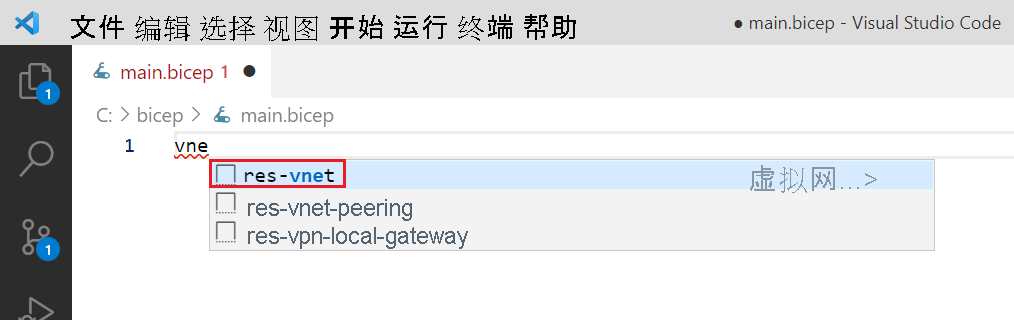 文件 编辑 选择 视图 开始 运行 终端 帮助
● main.bicep - Visual Studio Code
main.bicep 1 ●
C: > bicep > main.bicep
1 vne
res-vnet 虚拟网...>
res-vnet-peering
res-vpn-local-gateway
1
1